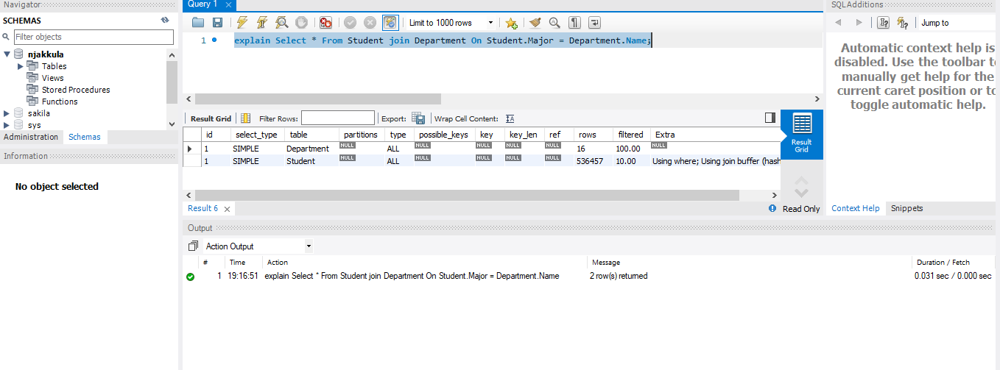 Navigator
SCHEMAS
Filter objects
njakkula
Tables
Views
Stored Procedures
Functions
sakila
sys
Administration Schemas
Information
No object selected
Query 1
Limit to 1000 rows
1 explain Select * From Student join Department On Student.Major = Department.Name;
Result Grid Filter Rows: Export: Wrap Cell Content:
id select_type table partitions type possible_keys key key_len ref rows filtered Extra
1 SIMPLE Department NULL ALL NULL NULL NULL NULL 16 100.00 NULL
1 SIMPLE Student NULL ALL NULL NULL NULL NULL 536457 10.00 Using where; Using join buffer (hash
Result Grid
Result 6
Read Only
Output
Action Output
# Time Action Message Duration / Fetch
1 19:16:51 explain Select * From Student join Department On Student.Major = Department.Name 2 row(s) returned 0.031 sec / 0.000 sec
SQLAdditions
Jump to
Automatic context help is
disabled. Use the toolbar to
manually get help for the
current caret position or to
toggle automatic help.
Context Help Snippets